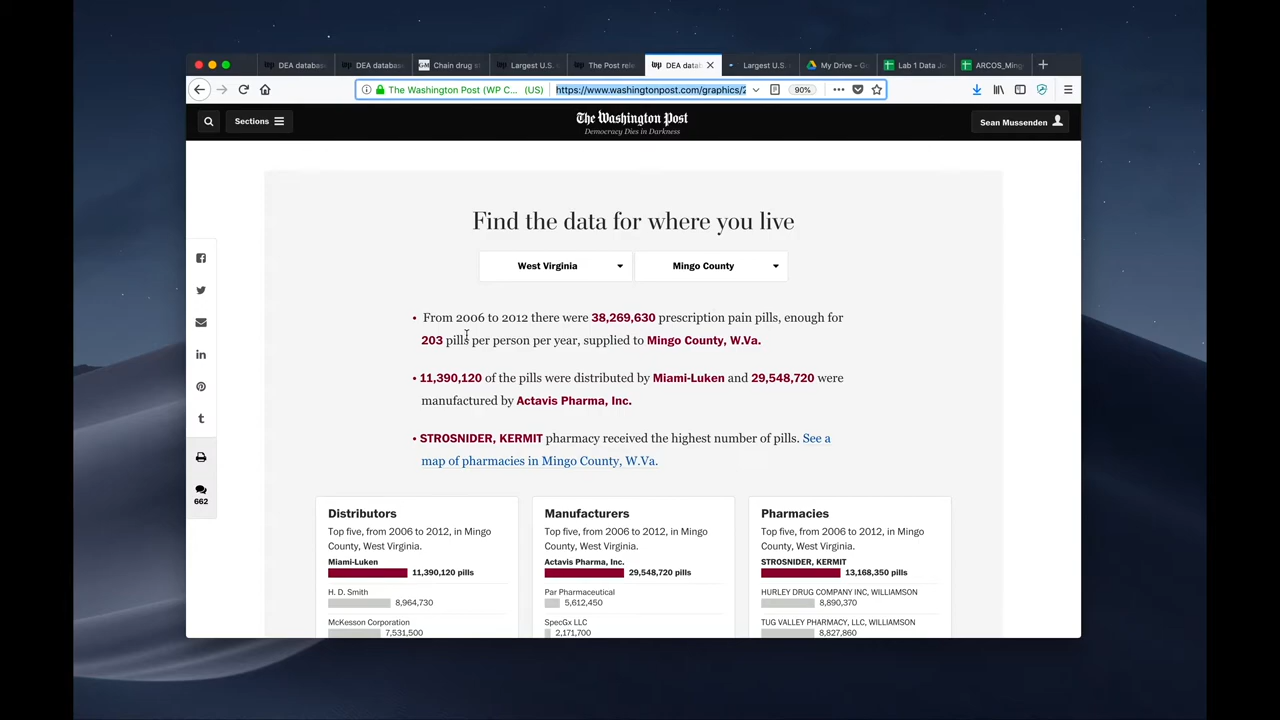 DEA databas
DEA databas
GM Chain drug st
Largest U.S.
The Post rele
DEA datab
Largest U.S.
My Drive - Go
Lab 1 Data Jo
ARCOS_Ming
The Washington Post (WP C... (US) https://www.washingtonpost.com/graphics/2 90%
Sections
The Washington Post
Democracy Dies in Darkness
Sean Mussenden
Find the data for where you live
West Virginia
Mingo County
• From 2006 to 2012 there were 38,269,630 prescription pain pills, enough for
203 pills per person per year, supplied to Mingo County, W.Va.
• 11,390,120 of the pills were distributed by Miami-Luken and 29,548,720 were
manufactured by Actavis Pharma, Inc.
• STROSNIDER, KERMIT pharmacy received the highest number of pills. See a
map of pharmacies in Mingo County, W.Va.
662
Distributors
Top five, from 2006 to 2012, in Mingo
County, West Virginia.
Miami-Luken
11,390,120 pills
H. D. Smith
8,964,730
McKesson Corporation
7,531,500
Manufacturers
Top five, from 2006 to 2012, in Mingo
County, West Virginia.
Actavis Pharma, Inc.
29,548,720 pills
Par Pharmaceutical
5,612,450
SpecGx LLC
2,171,700
Pharmacies
Top five, from 2006 to 2012, in Mingo
County, West Virginia.
STROSNIDER, KERMIT
13,168,350 pills
HURLEY DRUG COMPANY INC, WILLIAMSON
8,890,370
TUG VALLEY PHARMACY, LLC, WILLIAMSON
8,827,860